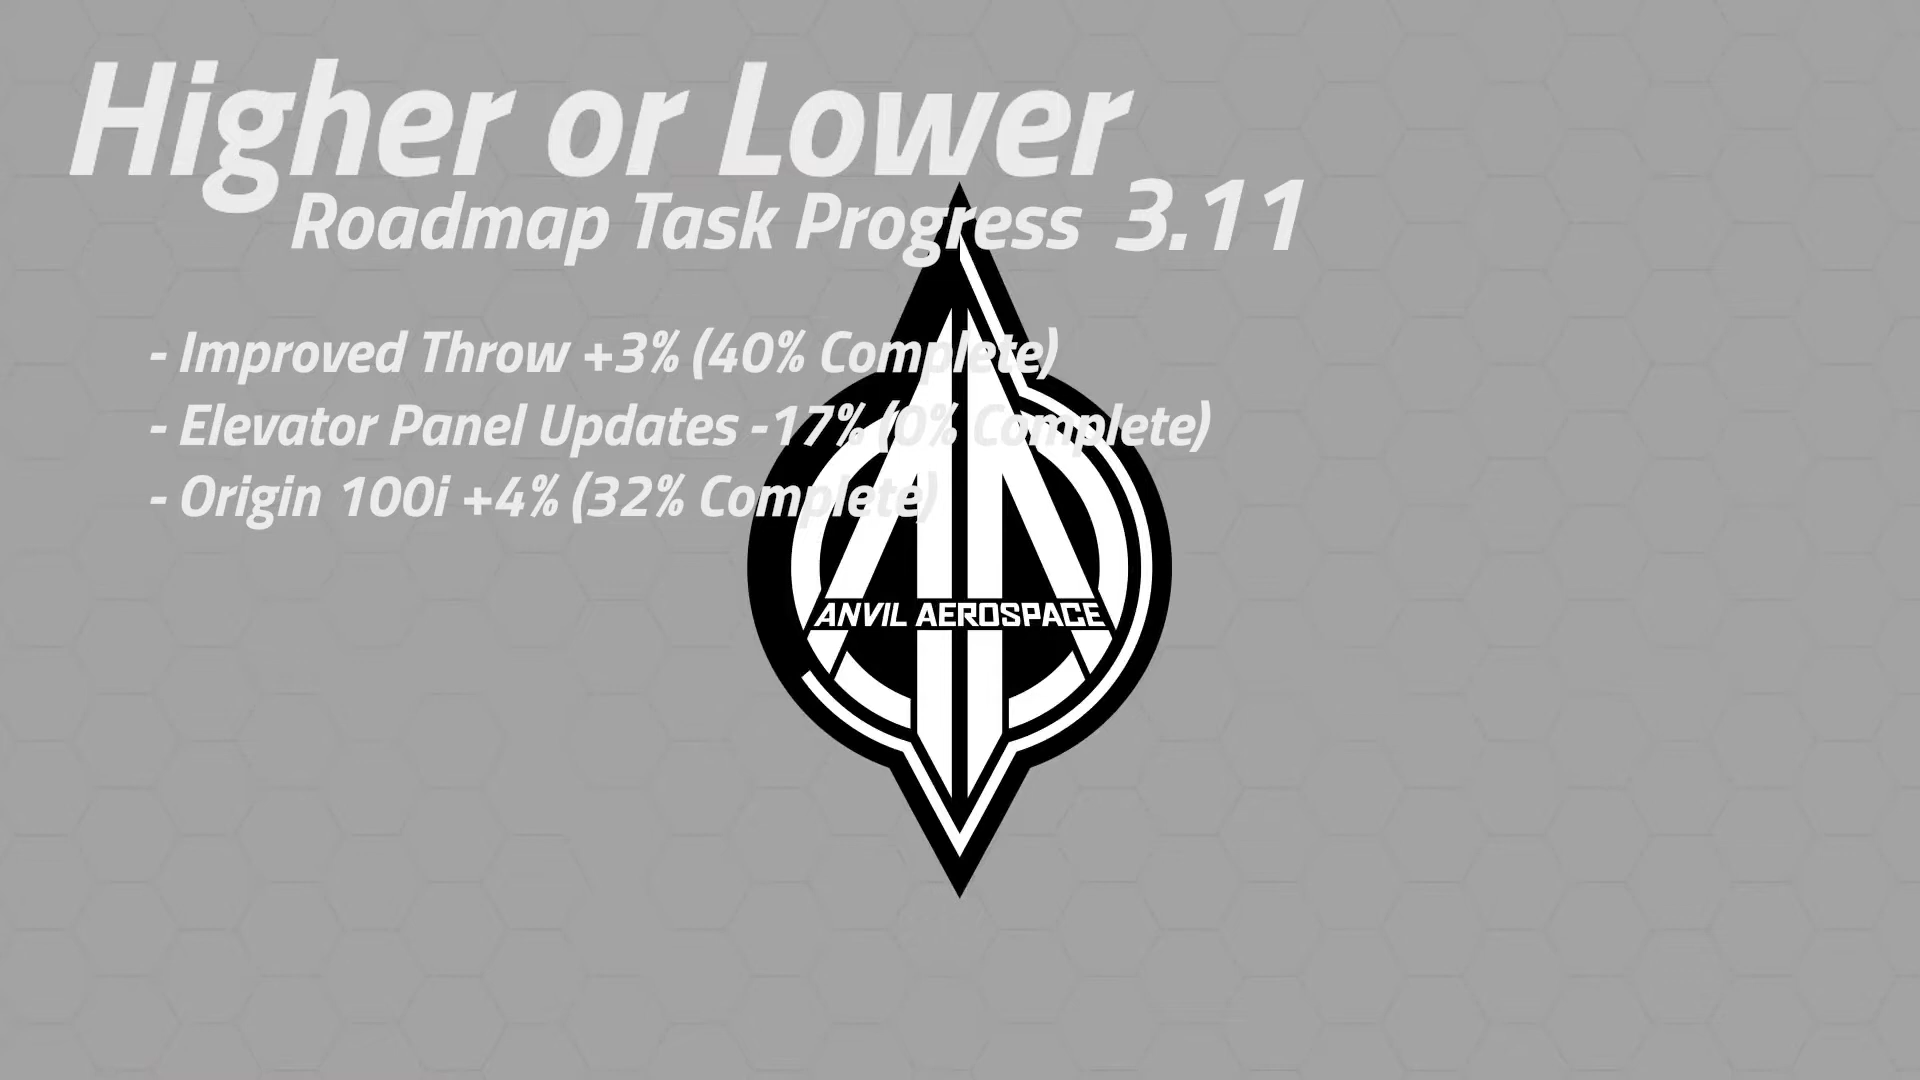 Higher or Lower
Roadmap Task Progress 3.11
- Improved Throw +3% (40% Complete)
- Elevator Panel Updates -17% (0% Complete)
- Origin 100i +4% (32% Complete)
ANVIL AEROSPACE